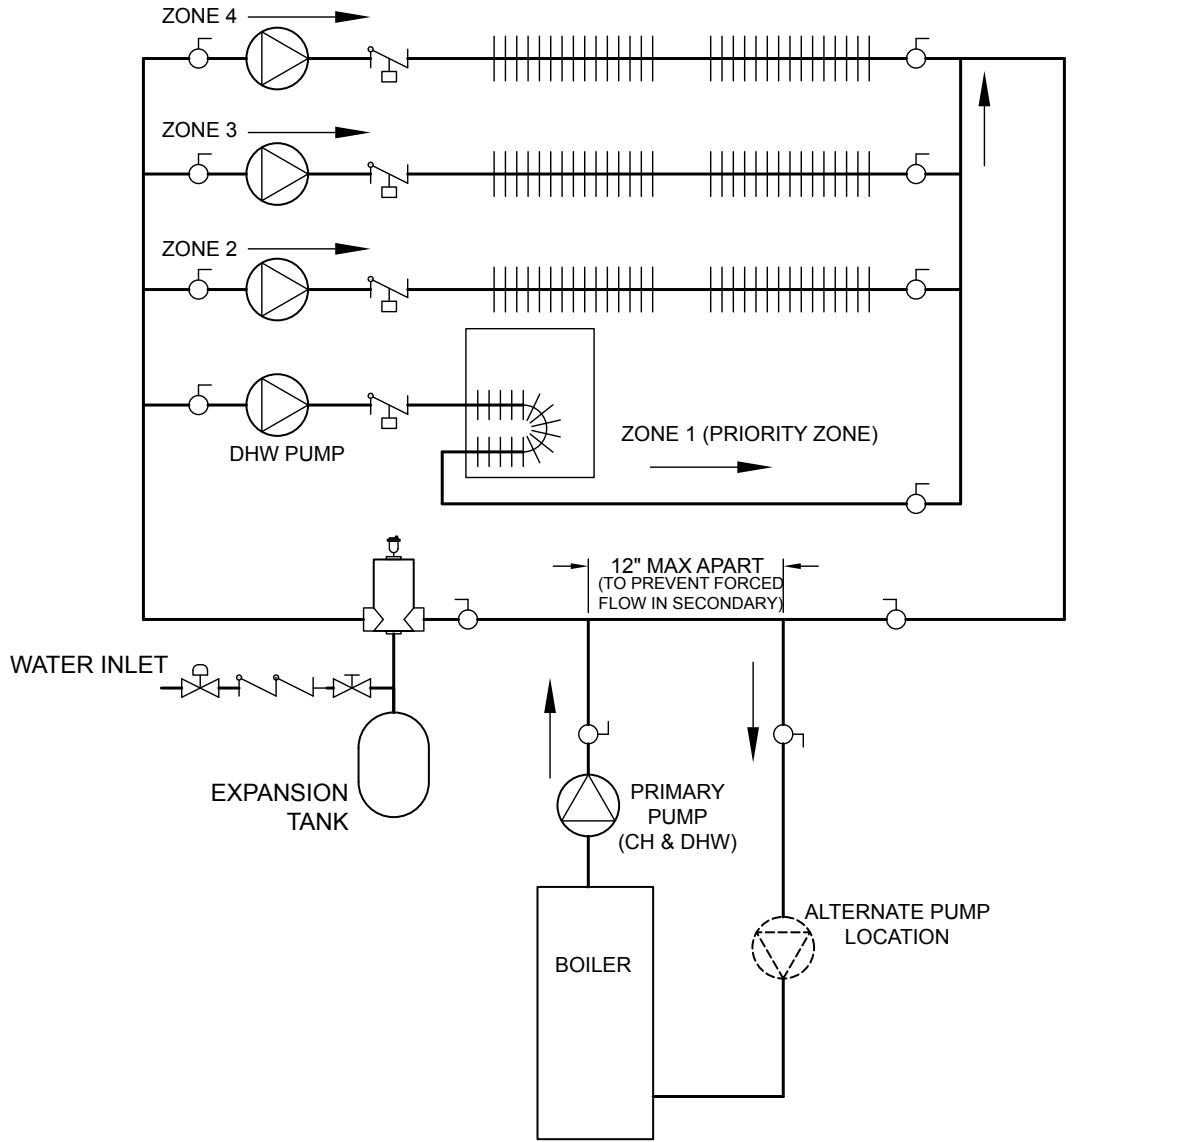 ZONE 4
ZONE 3
ZONE 2
DHW PUMP
ZONE 1 (PRIORITY ZONE)
12" MAX APART
(TO PREVENT FORCED
FLOW IN SECONDARY)
WATER INLET
EXPANSION
TANK
PRIMARY
PUMP
(CH & DHW)
ALTERNATE PUMP
LOCATION
BOILER